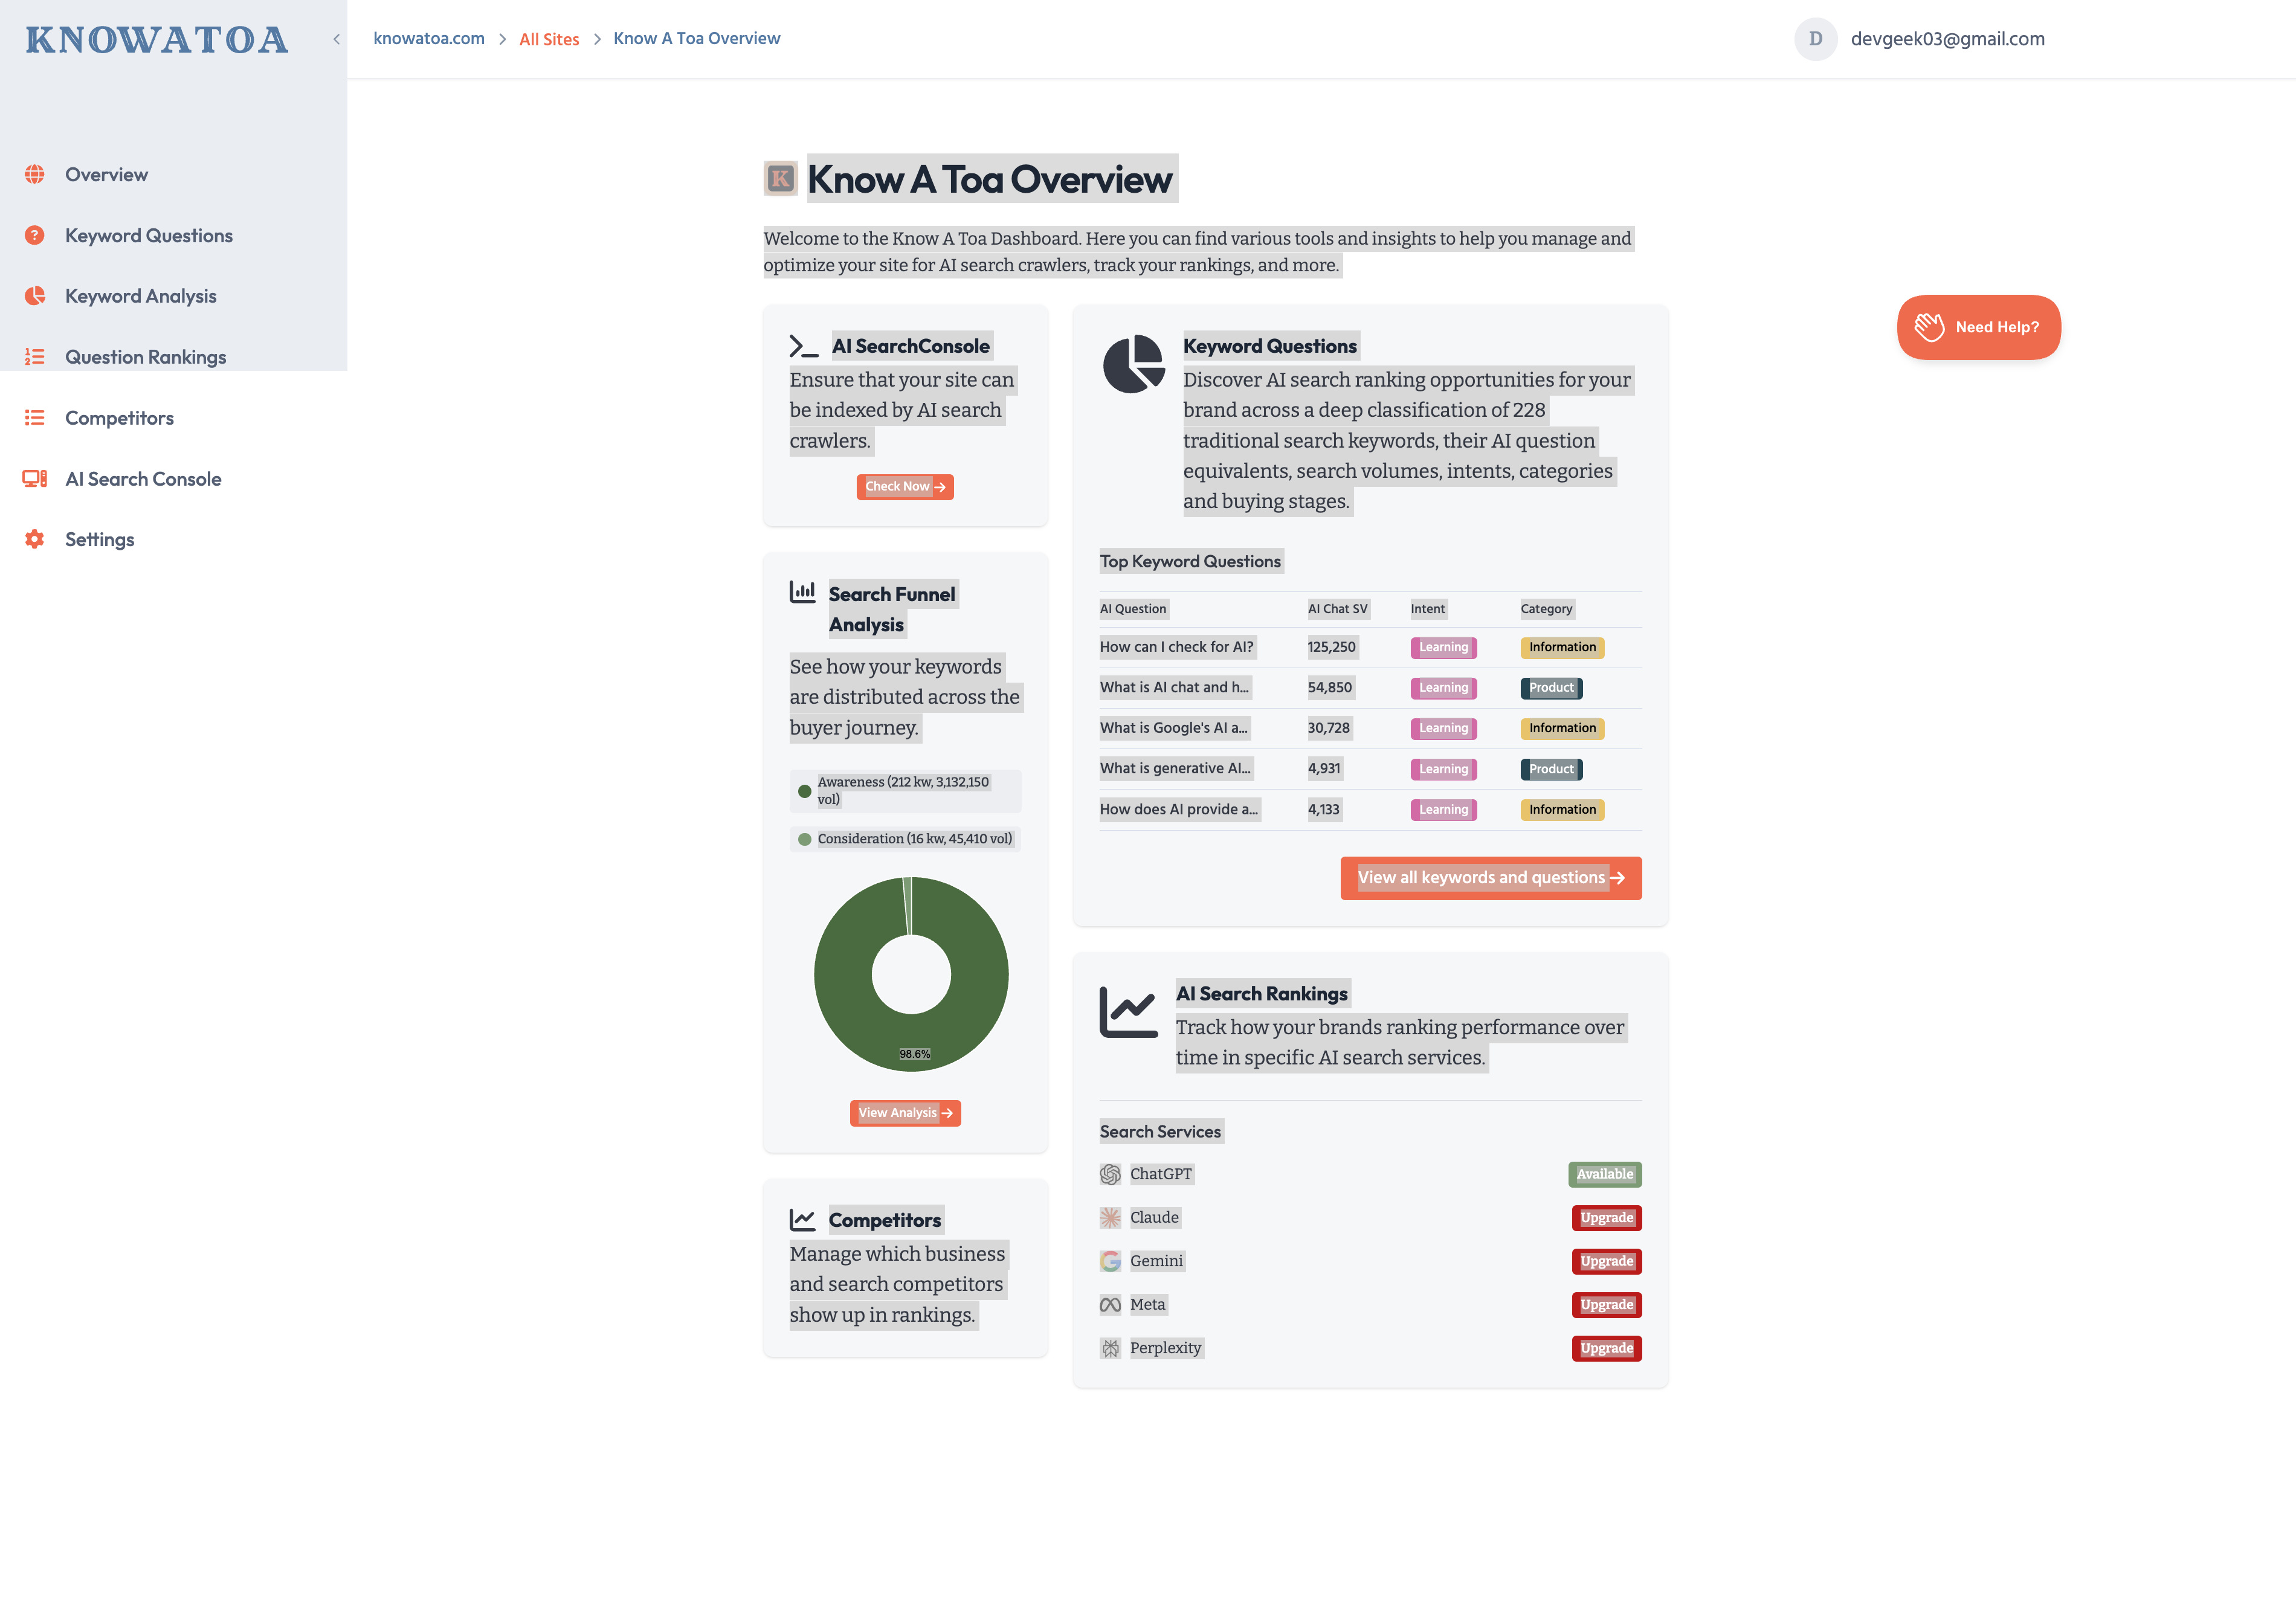 KNOWATOA
knowatoa.com > All Sites > Know A Toa Overview
D devgeek03@gmail.com
Overview
Keyword Questions
Keyword Analysis
Question Rankings
Competitors
AI Search Console
Settings
K Know A Toa Overview
Welcome to the Know A Toa Dashboard. Here you can find various tools and insights to help you manage and
optimize your site for AI search crawlers, track your rankings, and more.
Need Help?
AI SearchConsole
Ensure that your site can
be indexed by AI search
crawlers.
Check Now
Search Funnel
Analysis
See how your keywords
are distributed across the
buyer journey.
Awareness (212 kw, 3,132,150
vol)
Consideration (16 kw, 45,410 vol)
98.6%
View Analysis
Competitors
Manage which business
and search competitors
show up in rankings.
Keyword Questions
Discover AI search ranking opportunities for your
brand across a deep classification of 228
traditional search keywords, their AI question
equivalents, search volumes, intents, categories
and buying stages.
Top Keyword Questions
AI Question AI Chat SV Intent Category
How can I check for AI? 125,250 Learning Information
What is AI chat and h... 54,850 Learning Product
What is Google's AI a... 30,728 Learning Information
What is generative AI... 4,931 Learning Product
How does AI provide a... 4,133 Learning Information
View all keywords and questions
AI Search Rankings
Track how your brands ranking performance over
time in specific AI search services.
Search Services
ChatGPT Available
Claude Upgrade
Gemini Upgrade
Meta Upgrade
Perplexity Upgrade